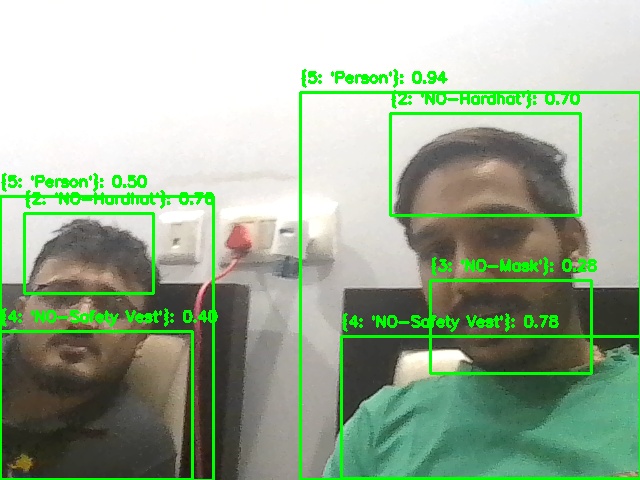 {5: 'Person'}: 0.94
{2: 'NO-Hardhat'}: 0.70
{5: 'Person'}: 0.50
{2: 'NO-Hardhat'}: 0.76
{3: 'NO-Mask'}: 0.28
{4: 'NO-Safety Vest'}: 0.40
{4: 'NO-Safety Vest'}: 0.78